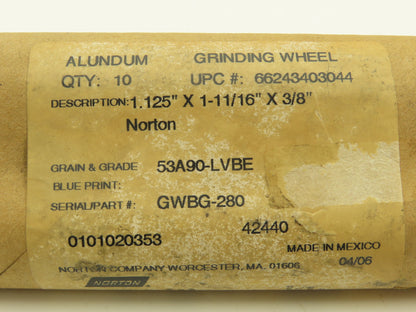 ALUNDUM GRINDING WHEEL
QTY: 10 UPC #: 66243403044
DESCRIPTION: 1.125" X 1-11/16" X 3/8"
Norton
GRAIN & GRADE 53A90-LVBE
BLUE PRINT:
SERIAL/PART #: GWBG-280
0101020353 42440
MADE IN MEXICO
NORTON COMPANY WORCESTER, MA. 01606 04/06
NORTON